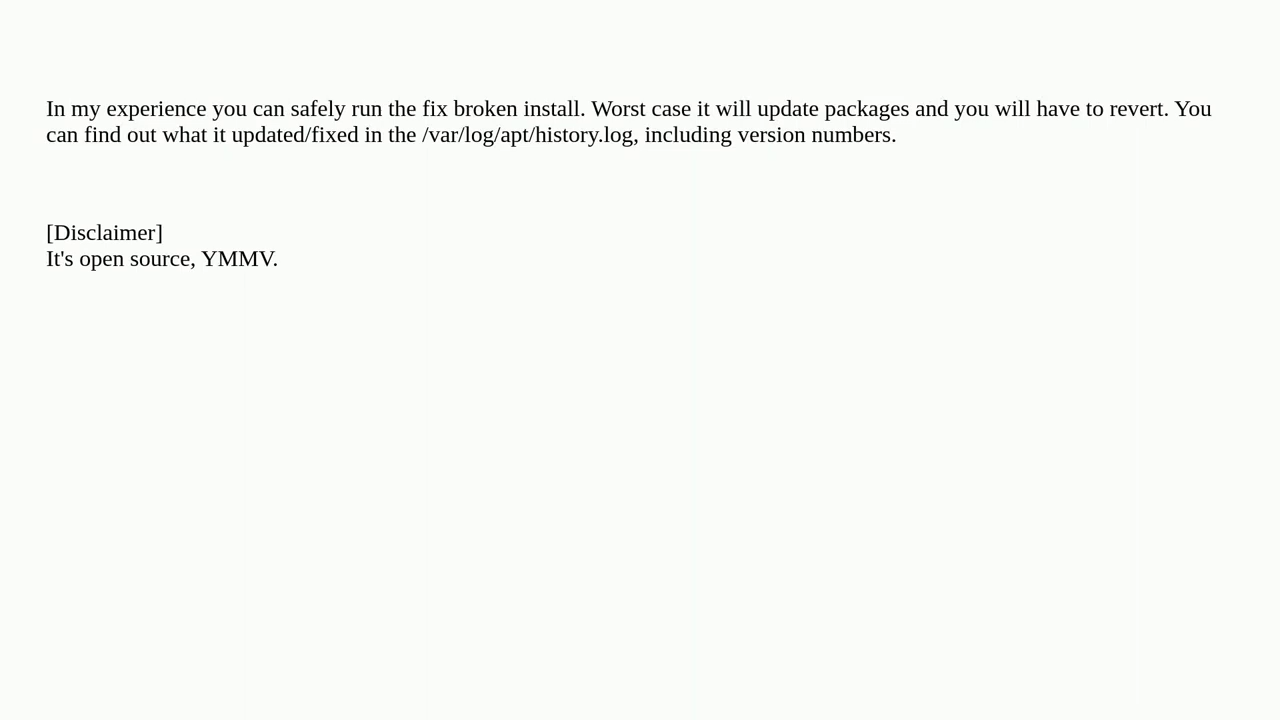 In my experience you can safely run the fix broken install. Worst case it will update packages and you will have to revert. You
can find out what it updated/fixed in the /var/log/apt/history.log, including version numbers.
[Disclaimer]
It's open source, YMMV.